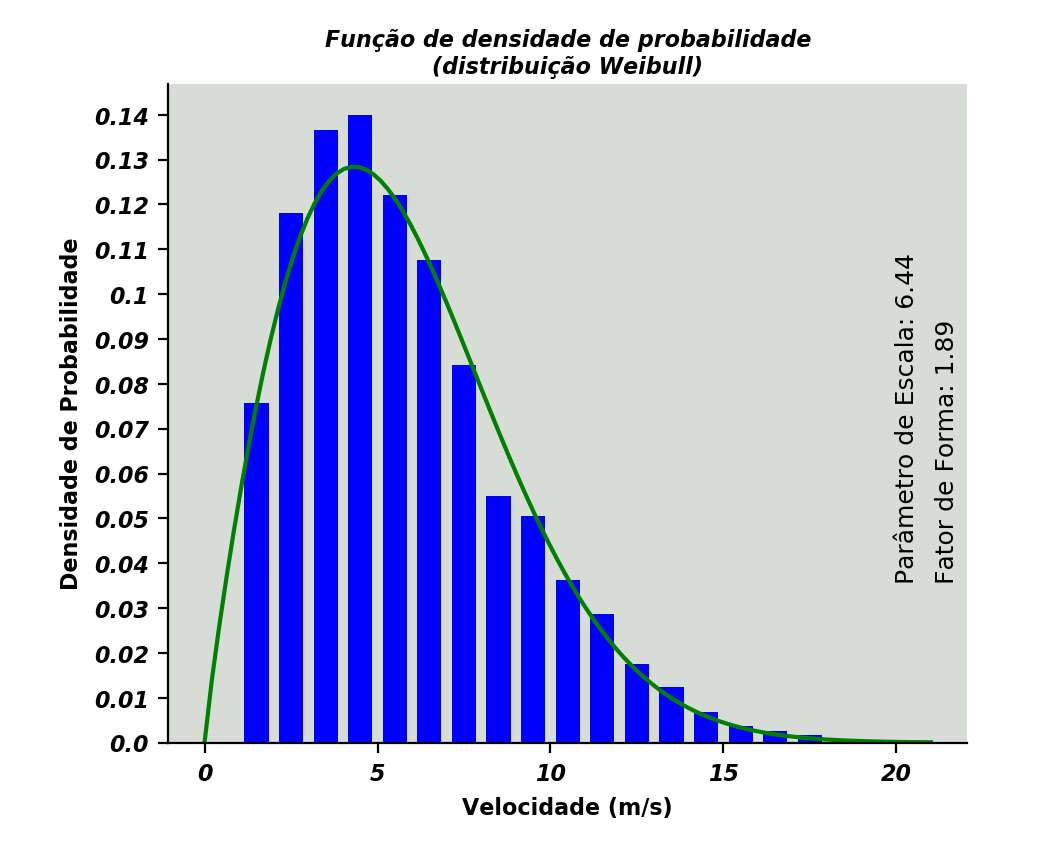 Função de densidade de probabilidade
(distribuição Weibull)
Densidade de Probabilidade
0.14
0.13
0.12
0.11
0.1
0.09
0.08
0.07
0.06
0.05
0.04
0.03
0.02
0.01
0.0
Parâmetro de Escala: 6.44
Fator de Forma: 1.89
0 5 10 15 20
Velocidade (m/s)